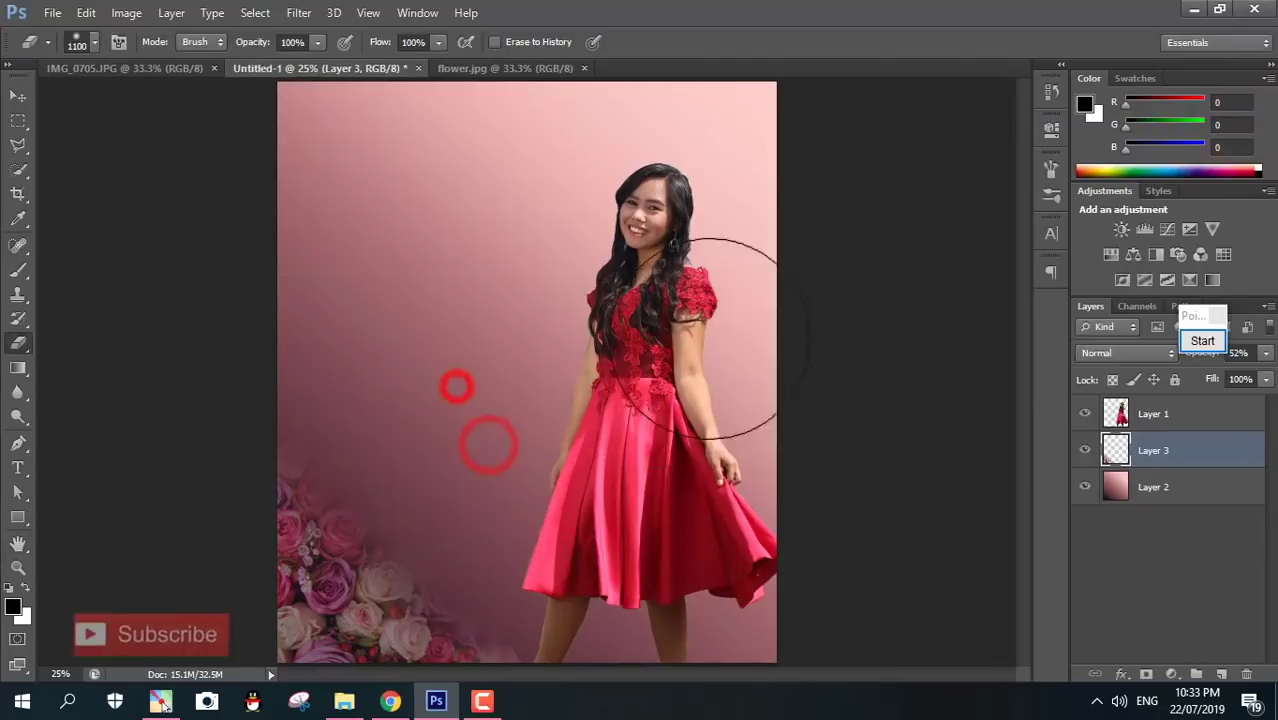 Ps File Edit Image Layer Type Select Filter 3D View Window Help
1100 Mode: Brush Opacity: 100% Flow: 100% Erase to History Essentials
IMG_0705.JPG @ 33.3% (RGB/8) × Untitled-1 @ 25% (Layer 3, RGB/8) * × flower.jpg @ 33.3% (RGB/8) ×
Color Swatches
R 0
G 0
B 0
Adjustments Styles
Add an adjustment
Layers Channels
Poi...
Kind
Start
Normal 52%
Lock: Fill: 100%
Layer 1
Layer 3
Layer 2
Subscribe
25% Doc: 15.1M/32.5M
Ps ENG 10:33 PM
22/07/2019 19